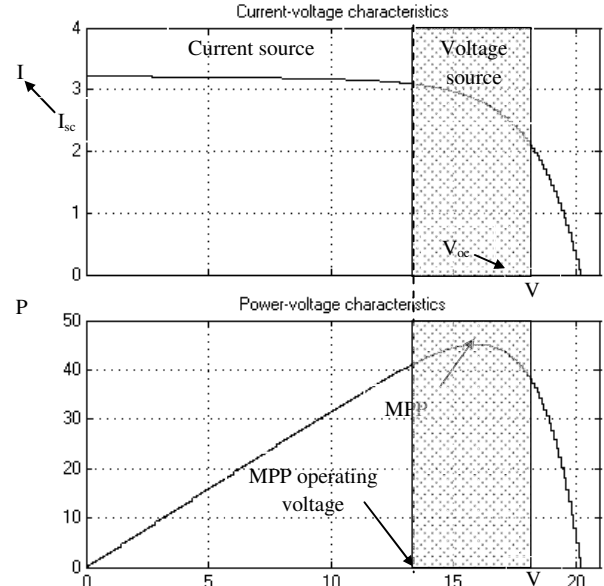 Current-voltage characteristics
4
Current source
Voltage
source
I
3
I_sc
2
1
V_oc
0
V
P
Power-voltage characteristics
50
40
MPP
30
20
MPP operating
voltage
10
0
0
5
10
15
V
20